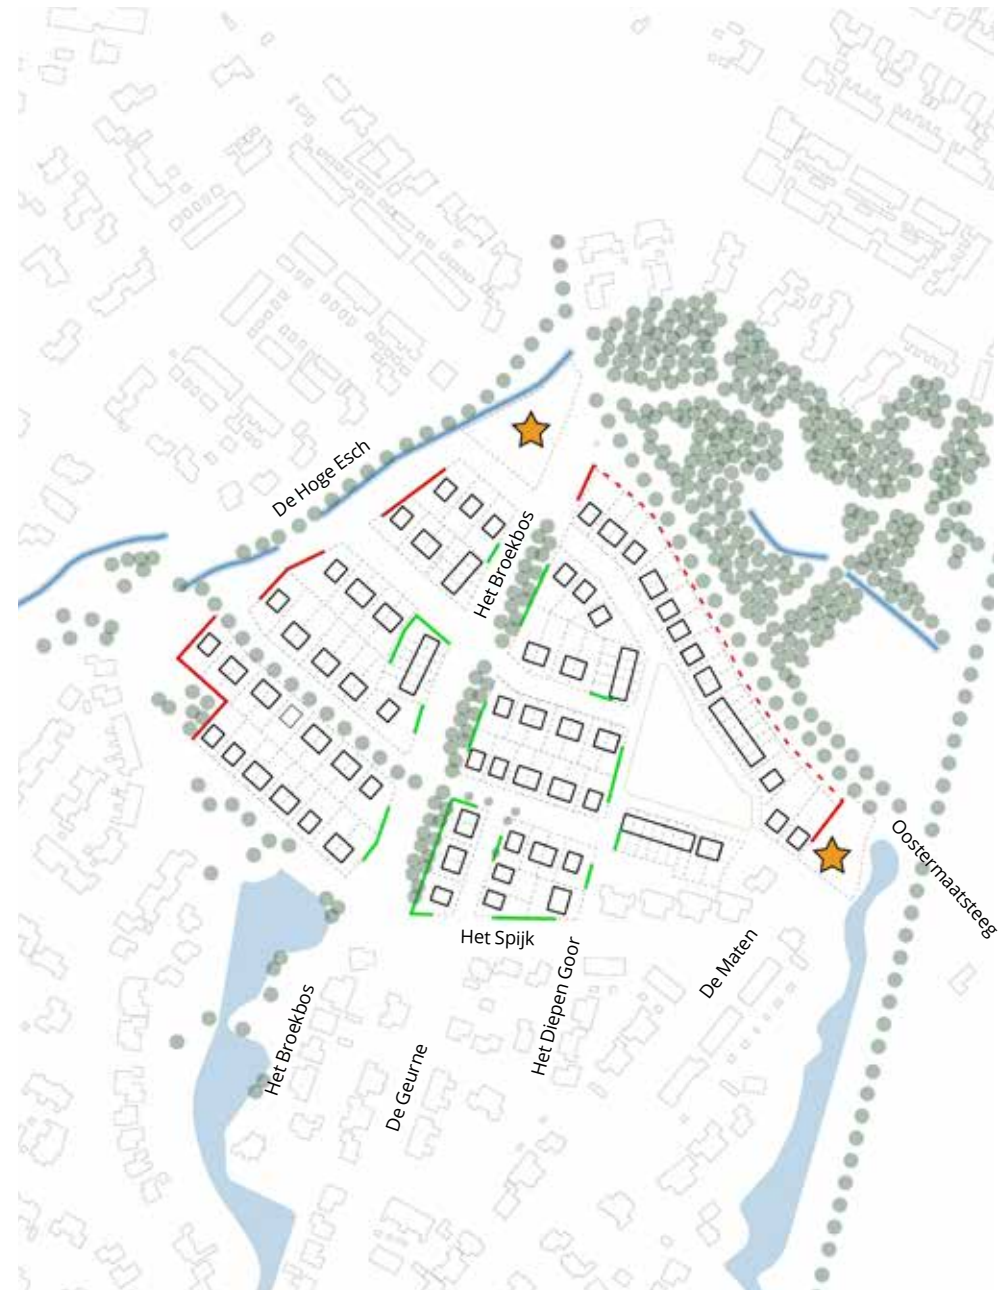 De Hoge Esch
Het Broekbos
Oostermaatsteeg
Het Spijk
De Maten
Het Diepen Goor
Het Broekbos
De Geurne